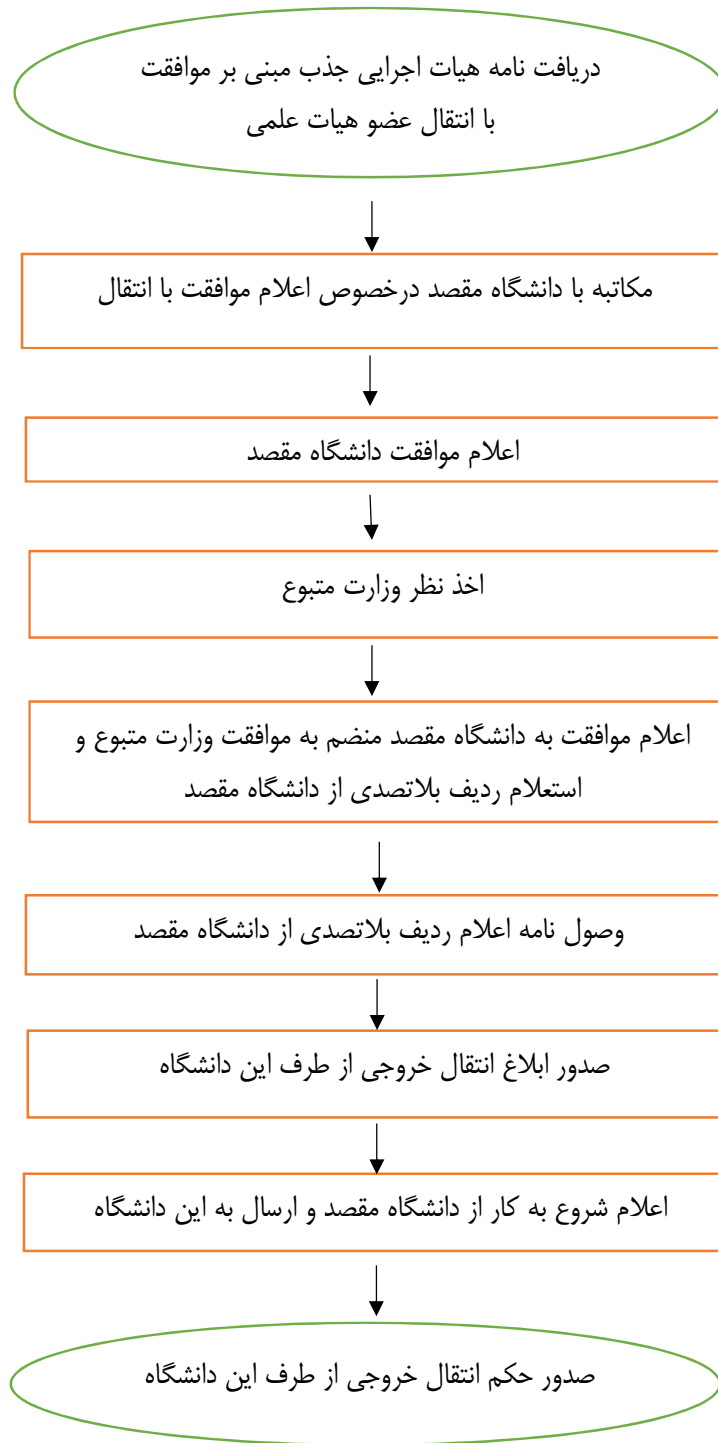 دریافت نامه هیات اجرایی جذب مبنی بر موافقت
با انتقال عضو هیات علمی
مکاتبه با دانشگاه مقصد درخصوص اعلام موافقت با انتقال
اعلام موافقت دانشگاه مقصد
اخذ نظر وزارت متبوع
اعلام موافقت به دانشگاه مقصد منضم به موافقت وزارت متبوع و
استعلام ردیف بلاتصدی از دانشگاه مقصد
وصول نامه اعلام ردیف بلاتصدی از دانشگاه مقصد
صدور ابلاغ انتقال خروجی از طرف این دانشگاه
اعلام شروع به کار از دانشگاه مقصد و ارسال به این دانشگاه
صدور حکم انتقال خروجی از طرف این دانشگاه